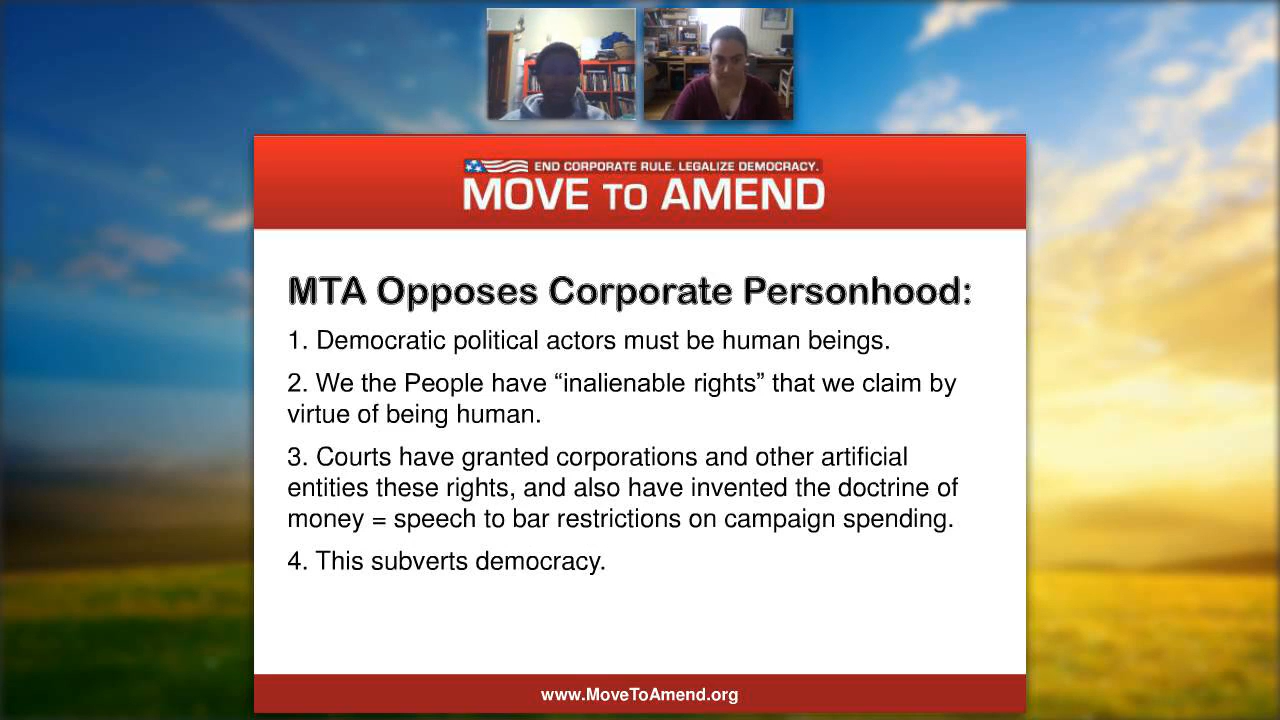 END CORPORATE RULE. LEGALIZE DEMOCRACY.
MOVE TO AMEND
MTA Opposes Corporate Personhood:
1. Democratic political actors must be human beings.
2. We the People have “inalienable rights” that we claim by
virtue of being human.
3. Courts have granted corporations and other artificial
entities these rights, and also have invented the doctrine of
money = speech to bar restrictions on campaign spending.
4. This subverts democracy.
www.MoveToAmend.org